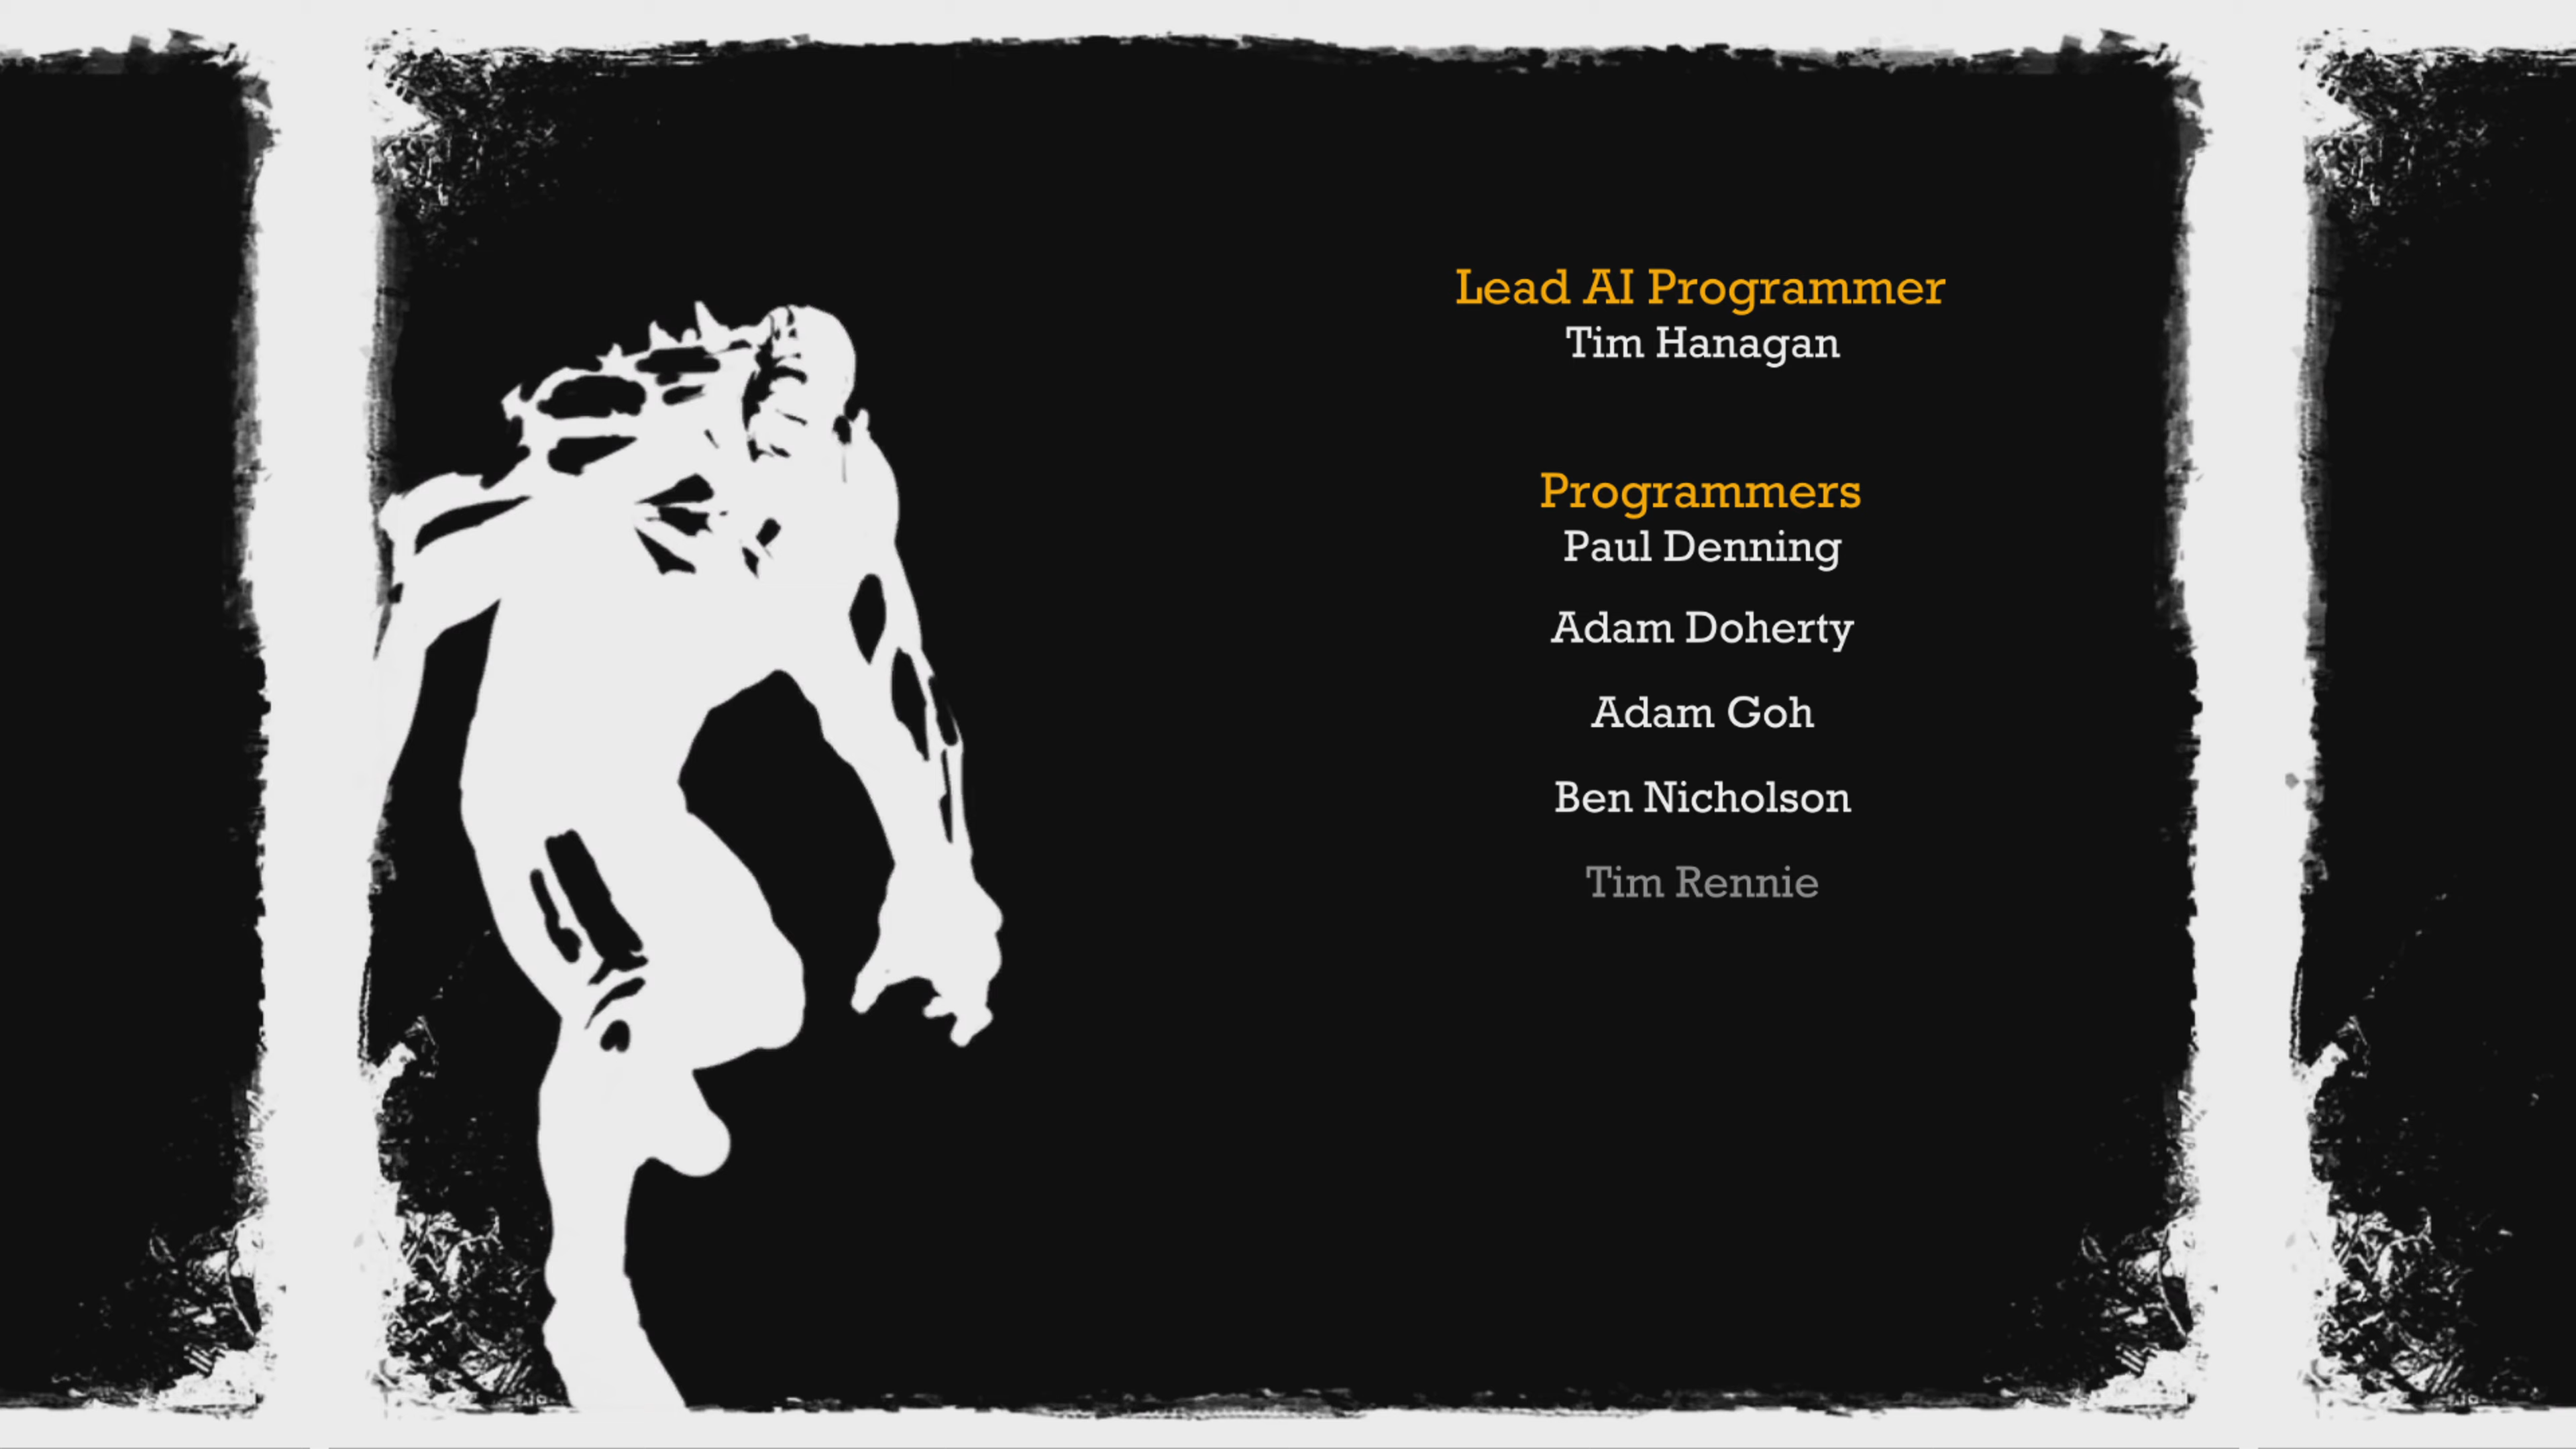 Lead AI Programmer
Tim Hanagan
Programmers
Paul Denning
Adam Doherty
Adam Goh
Ben Nicholson
Tim Rennie